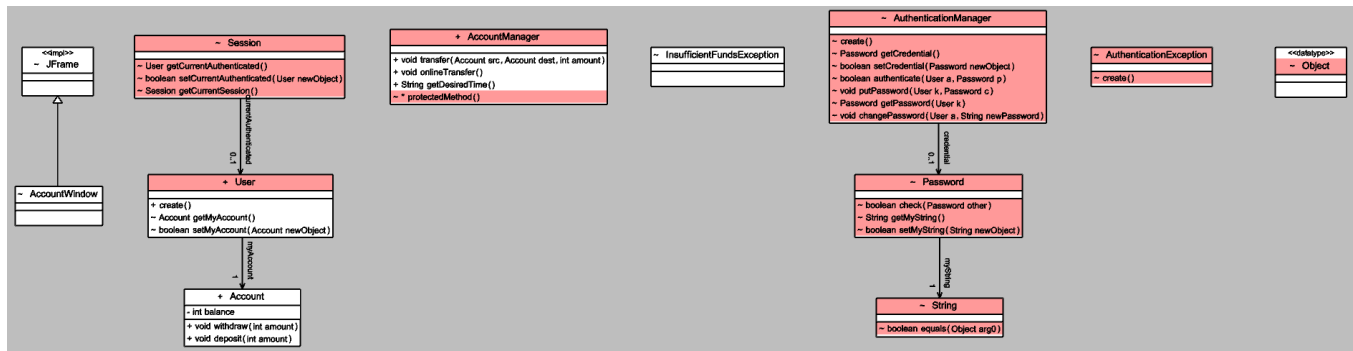 <<impl>>
~ JFrame
~ AccountWindow
~ Session
~ User getCurrentAuthenticated()
~ boolean setCurrentAuthenticated(User newObject)
~ Session getCurrentSession()
currentAuthenticated
0..1
+ User
+ create()
~ Account getMyAccount()
~ boolean setMyAccount(Account newObject)
myAccount
1
+ Account
- int balance
+ void withdraw(int amount)
+ void deposit(int amount)
+ AccountManager
+ void transfer(Account src, Account dest, int amount)
+ void onlineTransfer()
+ String getDesiredTime()
~ * protectedMethod()
~ InsufficientFundsException
~ AuthenticationManager
~ create()
~ Password getCredential()
~ boolean setCredential(Password newObject)
~ boolean authenticate(User a, Password p)
~ void putPassword(User k, Password c)
~ Password getPassword(User k)
~ void changePassword(User a, String newPassword)
credential
0..1
~ Password
~ boolean check(Password other)
~ String getMyString()
~ boolean setMyString(String newObject)
myString
1
~ String
~ boolean equals(Object arg0)
~ AuthenticationException
~ create()
<<datatype>>
~ Object